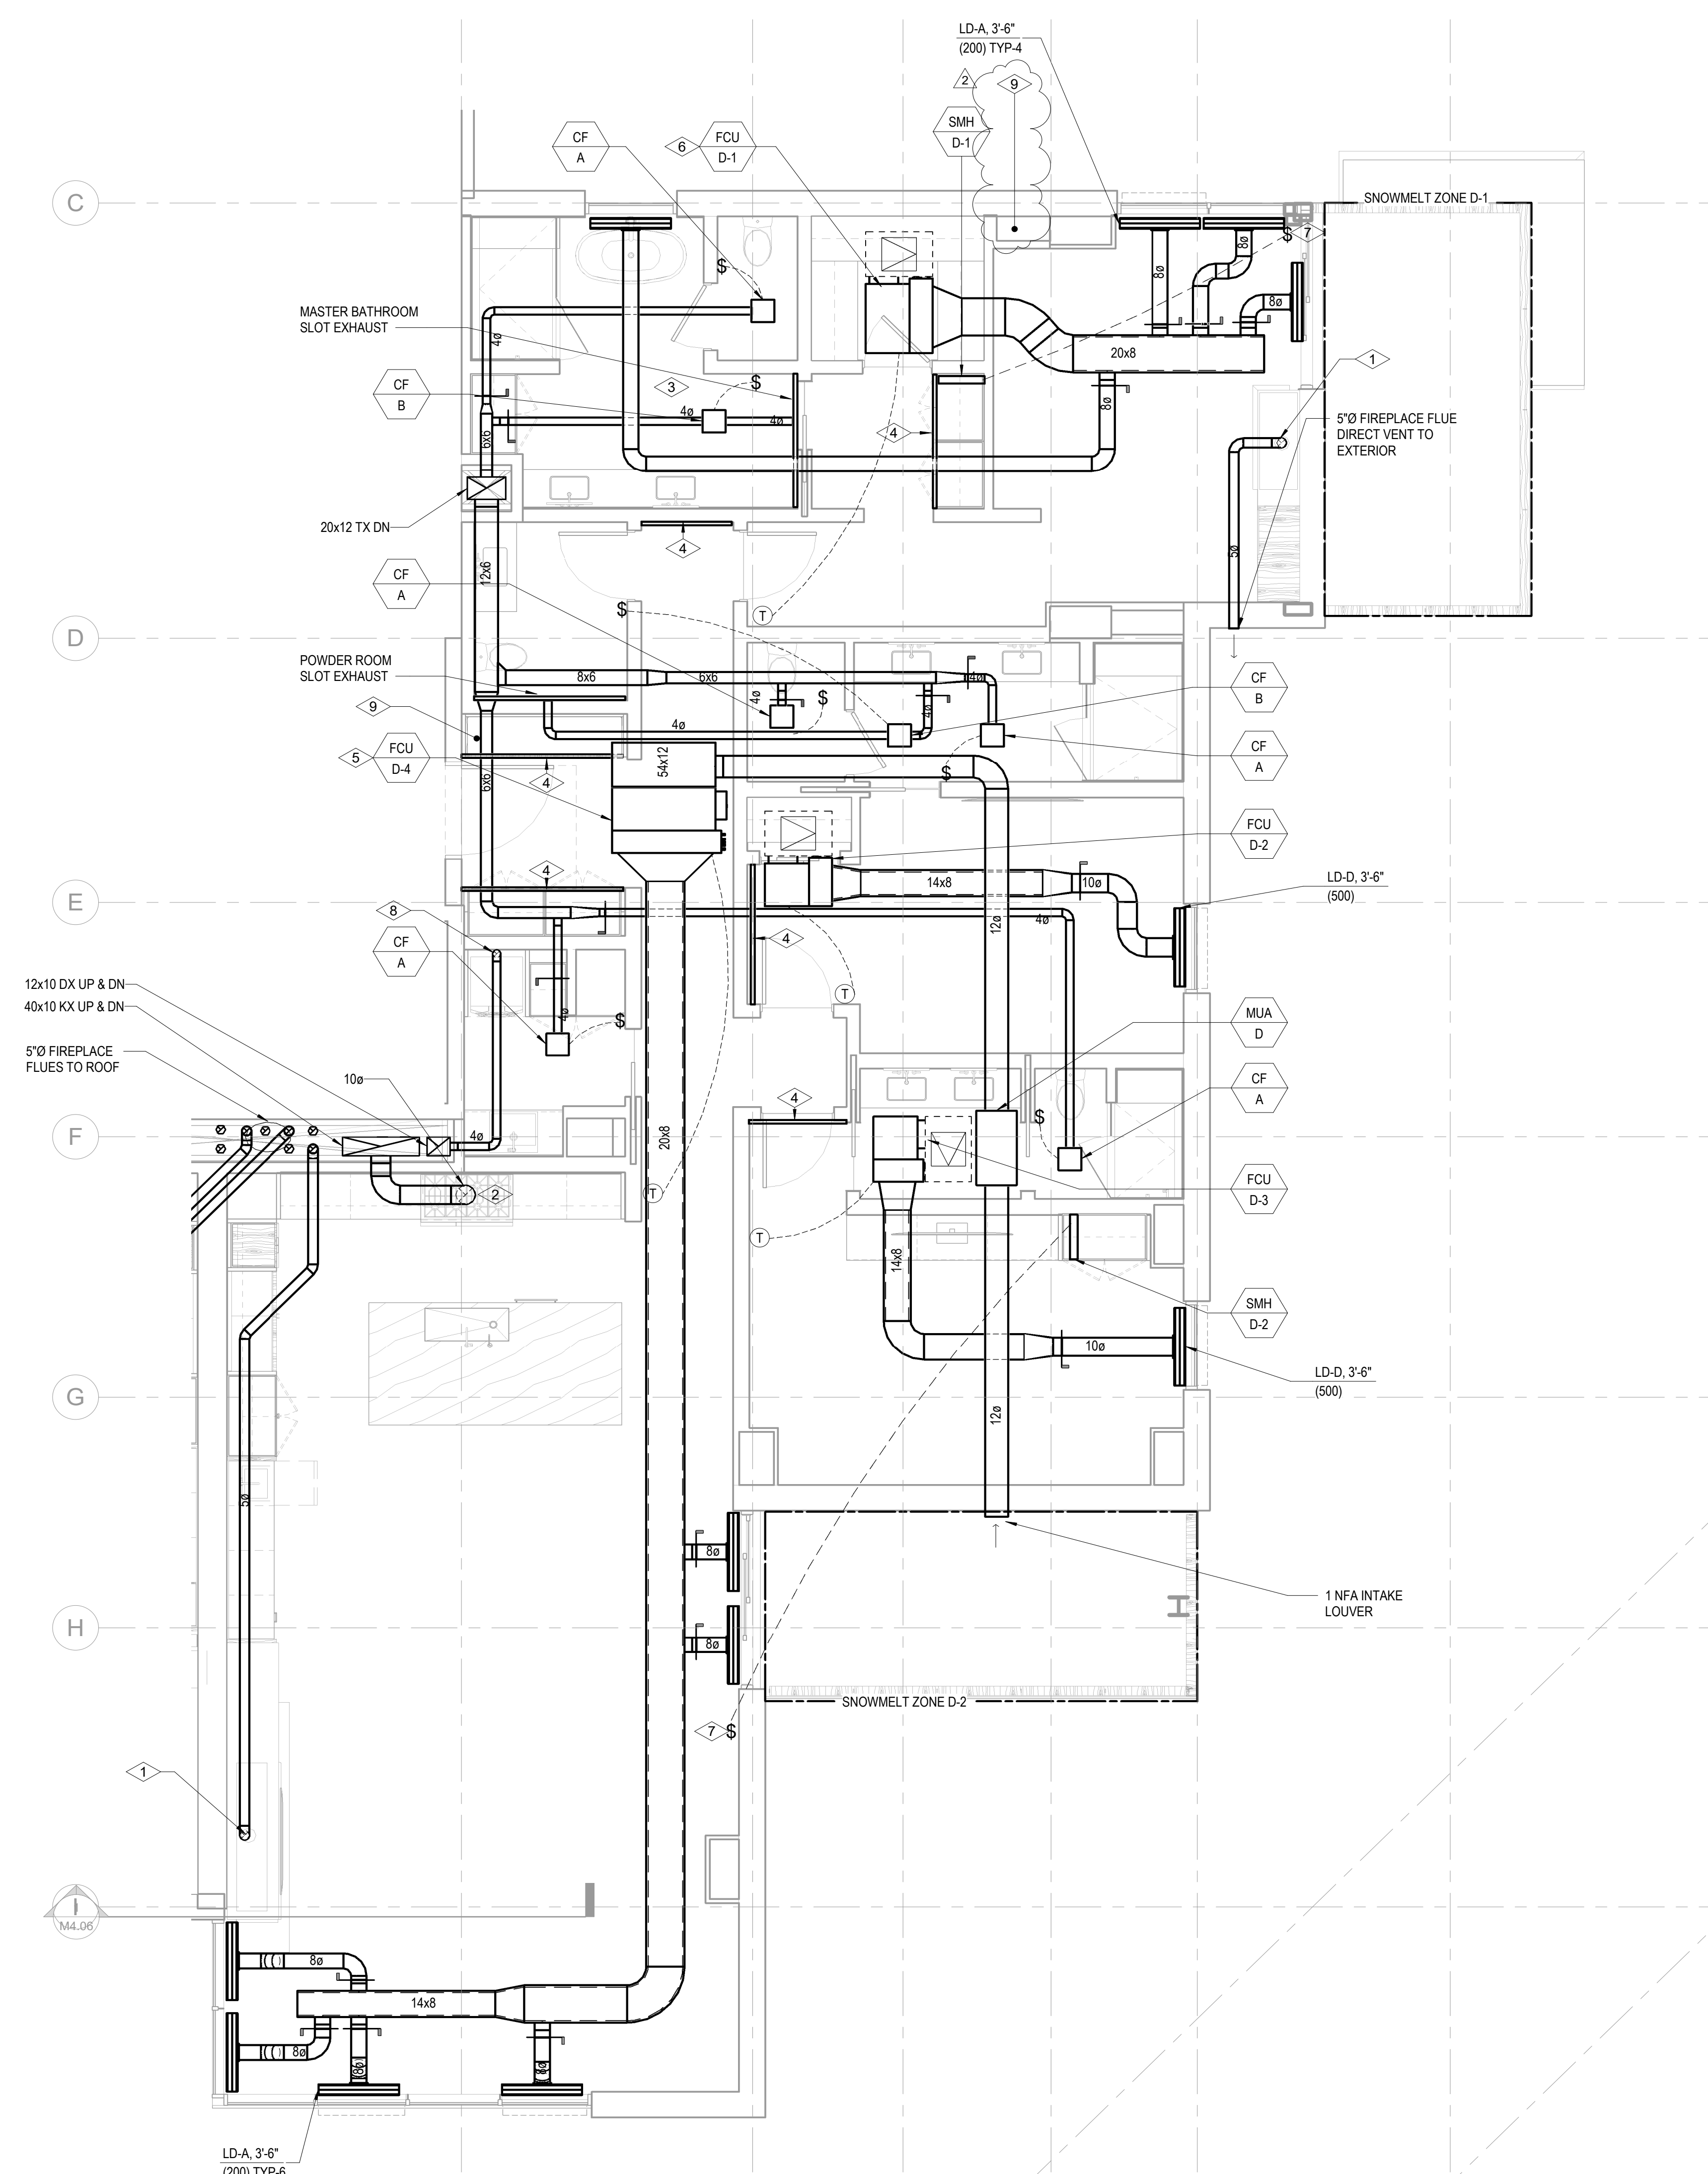 LD-A, 3'-6"
(200) TYP-4
2
9
SMH
D-1
CF
A
6
FCU
D-1
C
SNOWMELT ZONE D-1
7
$
$
8ø
8ø
8ø
MASTER BATHROOM
SLOT EXHAUST
4ø
20x8
1
3
$
CF
B
4ø
4ø
8ø
5"Ø FIREPLACE FLUE
DIRECT VENT TO
EXTERIOR
6x6
4
20x12 TX DN
4
5ø
12x6
CF
A
$
T
D
POWDER ROOM
SLOT EXHAUST
8x6
6x6
4ø
4ø
$
4ø
CF
B
9
4ø
5
FCU
D-4
54x12
CF
A
4
$
6x6
FCU
D-2
4
14x8
10ø
LD-D, 3'-6"
(500)
E
8
4ø
12ø
CF
A
4
T
12x10 DX UP & DN
40x10 KX UP & DN
4ø
$
MUA
D
5"Ø FIREPLACE
FLUES TO ROOF
10ø
CF
A
4
$
F
4ø
20x8
2
T
FCU
D-3
T
14x8
SMH
D-2
10ø
LD-D, 3'-6"
(500)
G
12ø
5ø
8ø
1 NFA INTAKE
LOUVER
H
8ø
SNOWMELT ZONE D-2
7
$
1
I
M4.06
8ø
14x8
8ø
8ø
8ø
LD-A, 3'-6"
(200) TYP-6